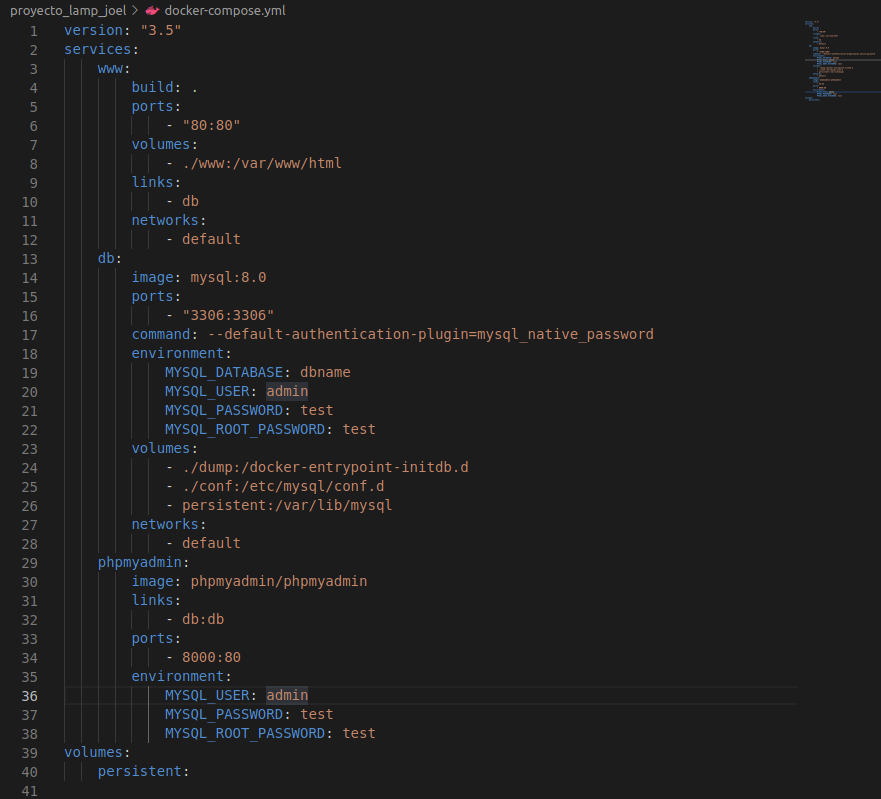 proyecto_lamp_joel > docker-compose.yml
1 version: "3.5"
2 services:
3 www:
4 build: .
5 ports:
6 - "80:80"
7 volumes:
8 - ./www:/var/www/html
9 links:
10 - db
11 networks:
12 - default
13 db:
14 image: mysql:8.0
15 ports:
16 - "3306:3306"
17 command: --default-authentication-plugin=mysql_native_password
18 environment:
19 MYSQL_DATABASE: dbname
20 MYSQL_USER: admin
21 MYSQL_PASSWORD: test
22 MYSQL_ROOT_PASSWORD: test
23 volumes:
24 - ./dump:/docker-entrypoint-initdb.d
25 - ./conf:/etc/mysql/conf.d
26 - persistent:/var/lib/mysql
27 networks:
28 - default
29 phpmyadmin:
30 image: phpmyadmin/phpmyadmin
31 links:
32 - db:db
33 ports:
34 - 8000:80
35 environment:
36 MYSQL_USER: admin
37 MYSQL_PASSWORD: test
38 MYSQL_ROOT_PASSWORD: test
39 volumes:
40 persistent:
41